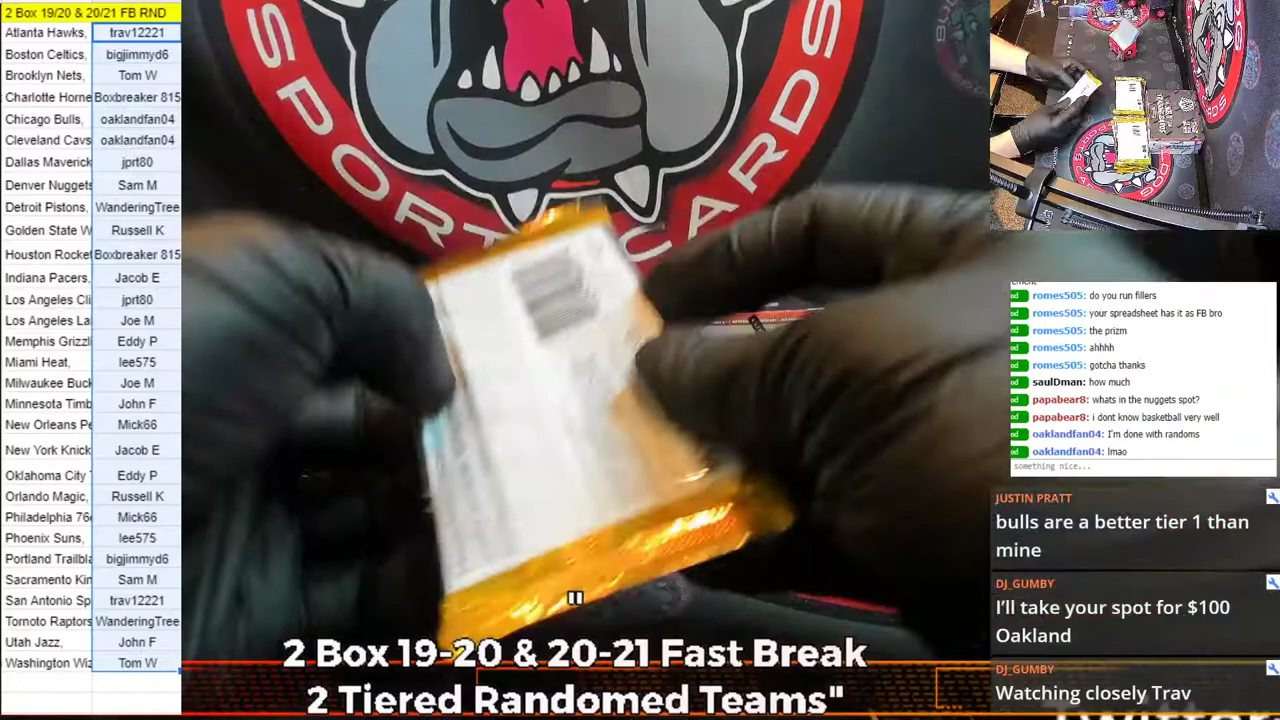 2 Box 19/20 & 20/21 FB RND
Atlanta Hawks, trav12221
Boston Celtics, bigjimmyd6
Brooklyn Nets, Tom W
Charlotte Horne Boxbreaker 815
Chicago Bulls, oaklandfan04
Cleveland Cavs oaklandfan04
Dallas Maverick jprt80
Denver Nuggets Sam M
Detroit Pistons, WanderingTree
Golden State W Russell K
Houston Rocket Boxbreaker 815
Indiana Pacers, Jacob E
Los Angeles Cli jprt80
Los Angeles La Joe M
Memphis Grizzl Eddy P
Miami Heat, lee575
Milwaukee Buck Joe M
Minnesota Timb John F
New Orleans Pe Mick66
New York Knick Jacob E
Oklahoma City Eddy P
Orlando Magic, Russell K
Philadelphia 76 Mick66
Phoenix Suns, lee575
Portland Trailbla bigjimmyd6
Sacramento Kin Sam M
San Antonio Sp trav12221
Tornoto Raptors WanderingTree
Utah Jazz, John F
Washington Wiz Tom W
SPORTS CARDS
2 Box 19-20 & 20-21 Fast Break
2 Tiered Randomed Teams"
romes505: do you run fillers
romes505: your spreadsheet has it as FB bro
romes505: the prizm
romes505: ahhhh
romes505: gotcha thanks
saulDman: how much
papabear8: whats in the nuggets spot?
papabear8: i dont know basketball very well
oaklandfan04: I'm done with randoms
oaklandfan04: lmao
something nice...
JUSTIN PRATT
bulls are a better tier 1 than
mine
DJ_GUMBY
I'll take your spot for $100
Oakland
DJ_GUMBY
Watching closely Trav